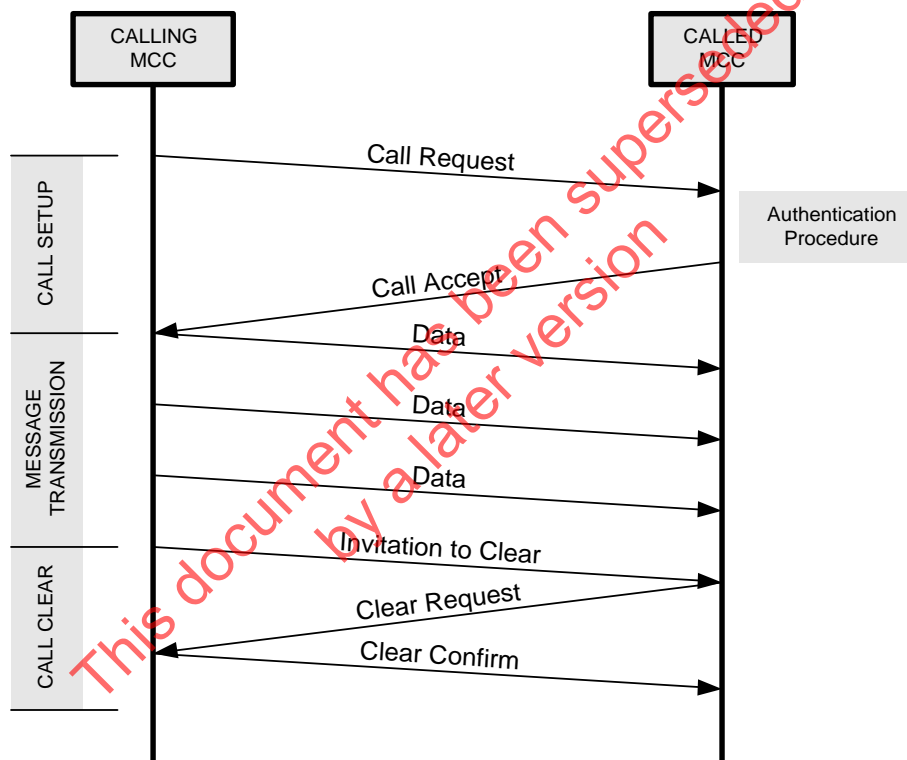 CALLING
MCC
CALLED
MCC
Call Request
CALL SETUP
Authentication
Procedure
Call Accept
Data
MESSAGE
TRANSMISSION
Data
Data
Invitation to Clear
CALL CLEAR
Clear Request
Clear Confirm
This document has been superseded
by a later version